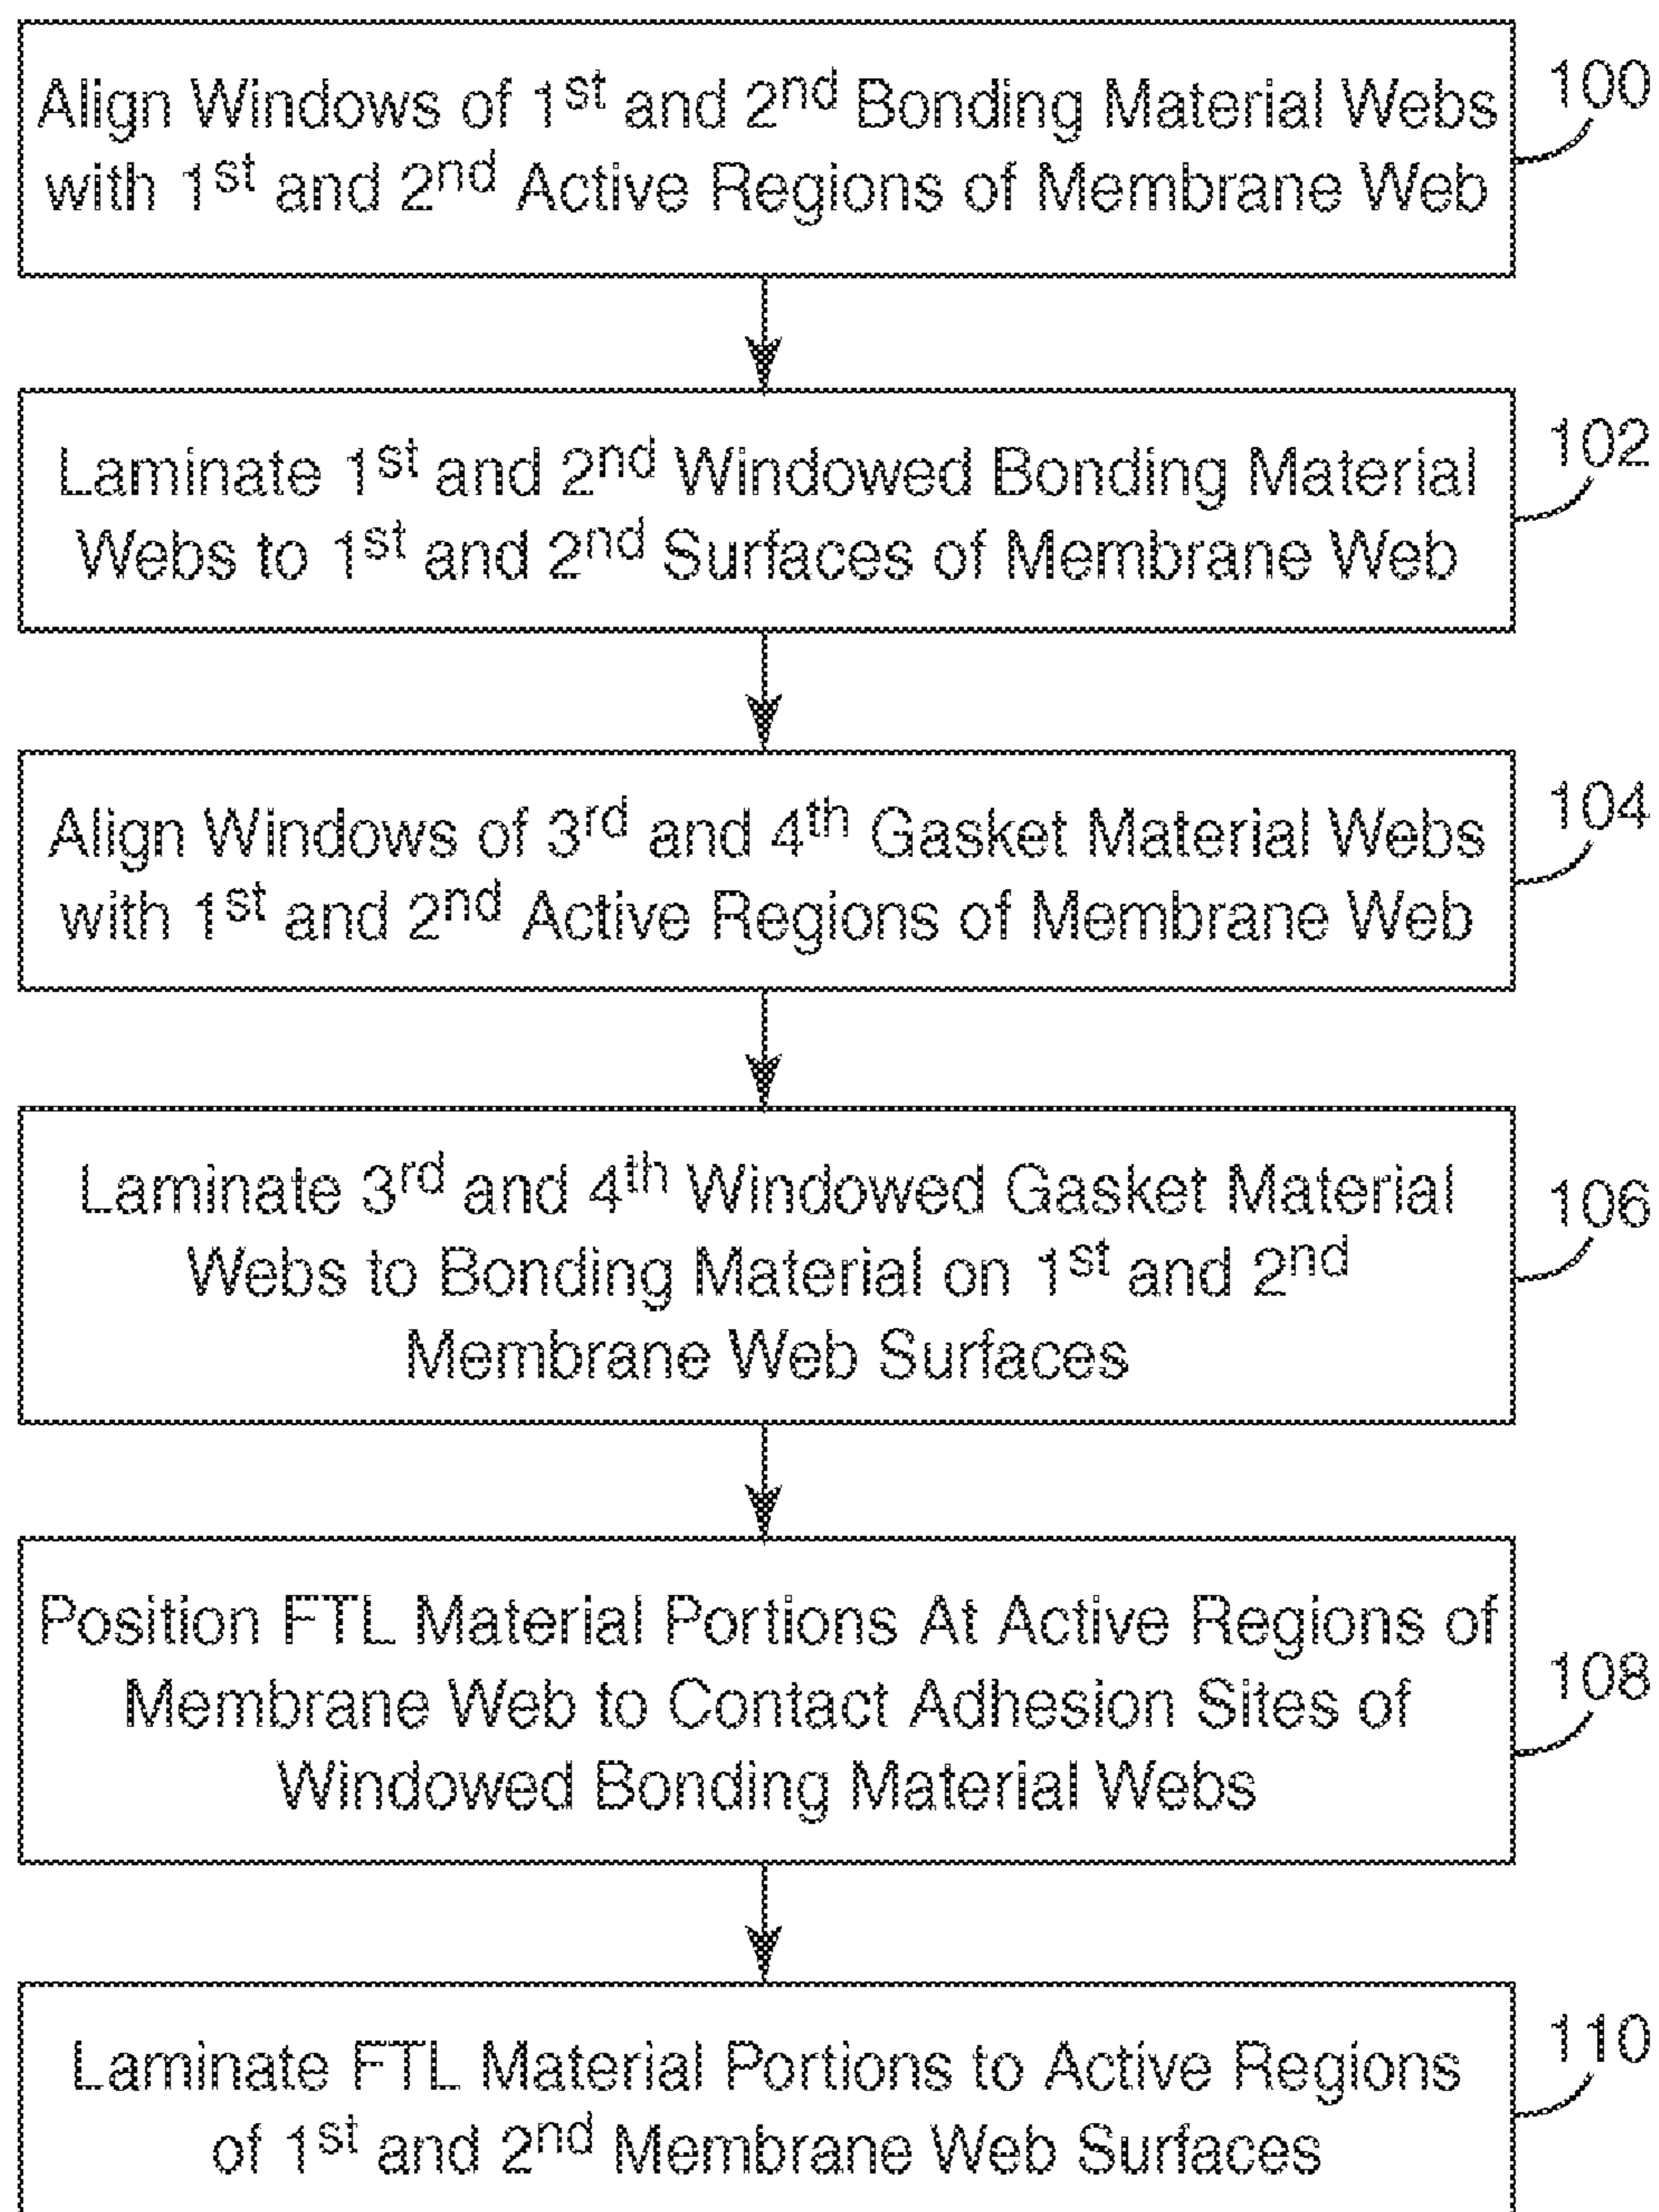 Align Windows of 1st and 2nd Bonding Material Webs
with 1st and 2nd Active Regions of Membrane Web
100
Laminate 1st and 2nd Windowed Bonding Material
Webs to 1st and 2nd Surfaces of Membrane Web
102
Align Windows of 3rd and 4th Gasket Material Webs
with 1st and 2nd Active Regions of Membrane Web
104
Laminate 3rd and 4th Windowed Gasket Material
Webs to Bonding Material on 1st and 2nd
Membrane Web Surfaces
106
Position FTL Material Portions At Active Regions of
Membrane Web to Contact Adhesion Sites of
Windowed Bonding Material Webs
108
Laminate FTL Material Portions to Active Regions
of 1st and 2nd Membrane Web Surfaces
110